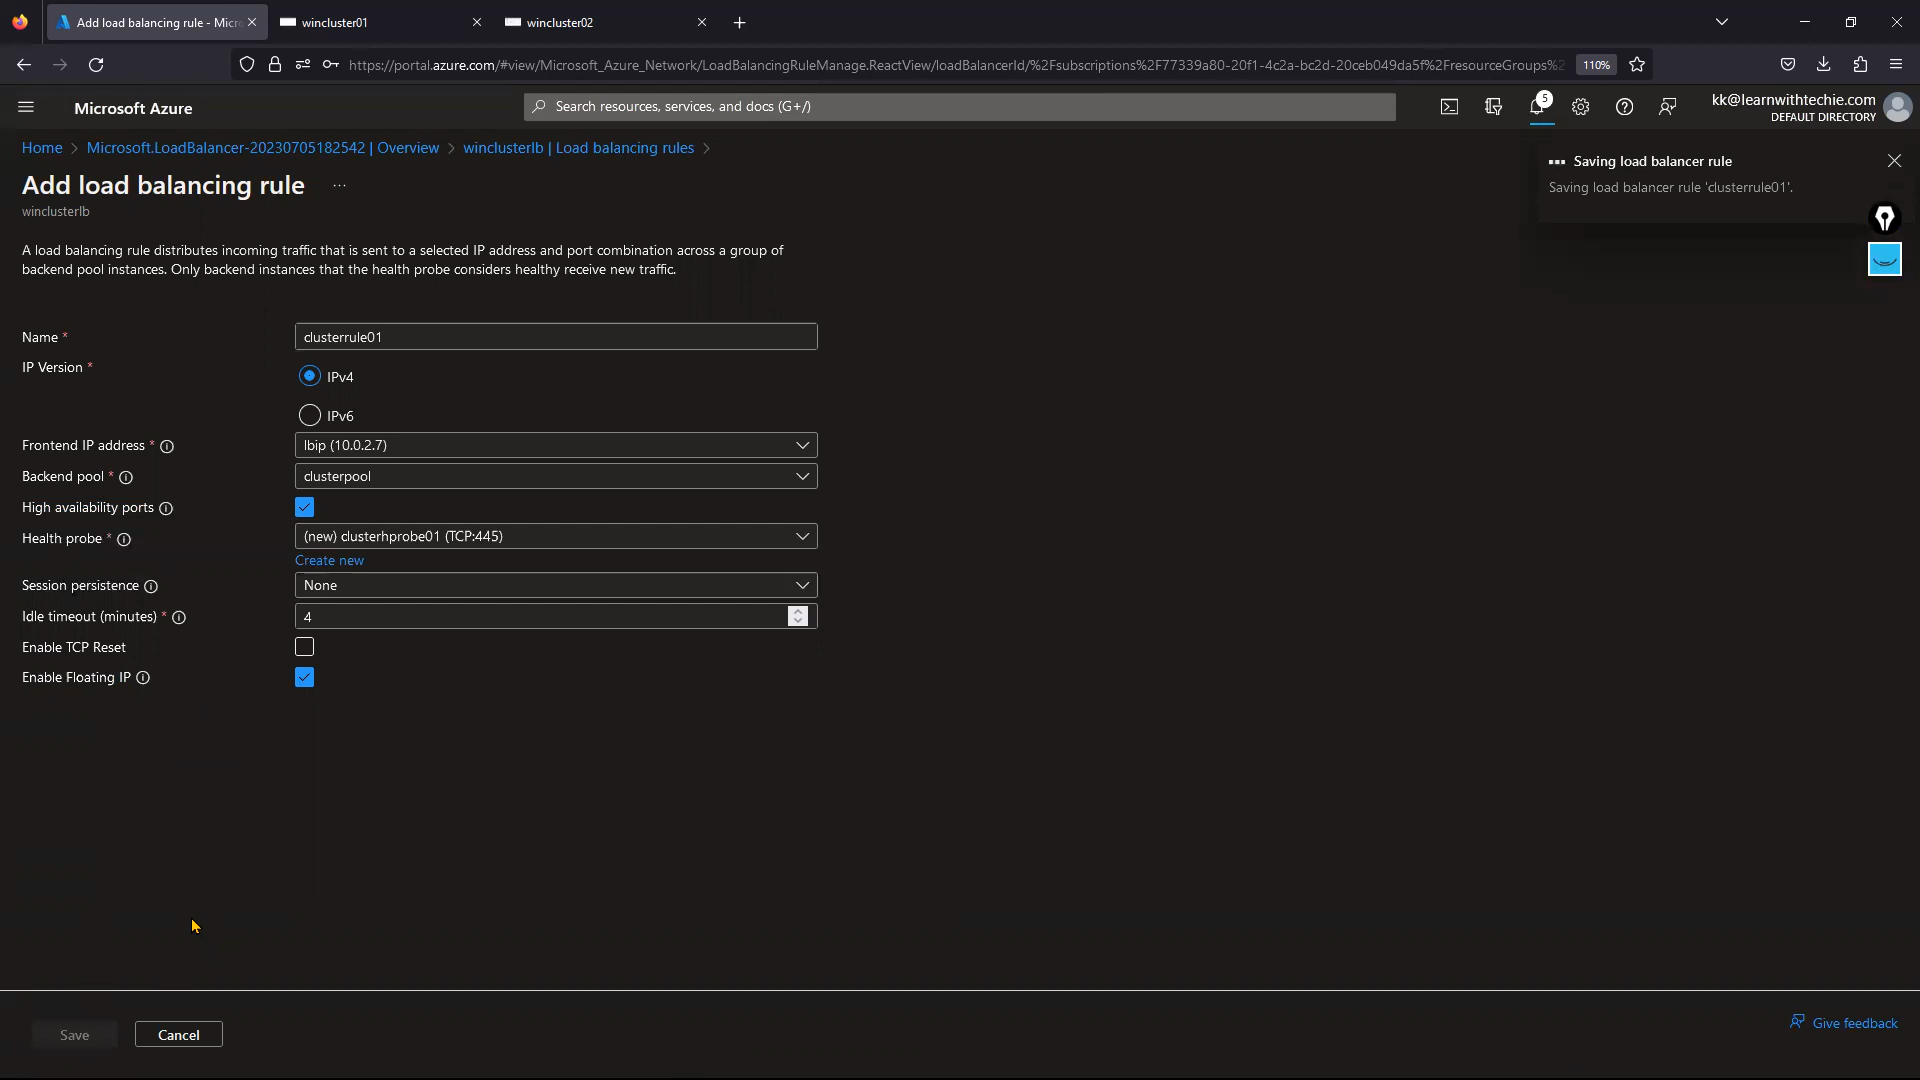 Add load balancing rule - Micr
wincluster01
wincluster02
https://portal.azure.com/#view/Microsoft_Azure_Network/LoadBalancingRuleManage.ReactView/loadBalancerId/%2Fsubscriptions%2F77339a80-20f1-4c2a-bc2d-20ceb049da5f%2FresourceGroups%2
110%
Microsoft Azure
Search resources, services, and docs (G+/)
5
kk@learnwithtechie.com
DEFAULT DIRECTORY
Home > Microsoft.LoadBalancer-20230705182542 | Overview > winclusterlb | Load balancing rules >
Add load balancing rule ...
winclusterlb
Saving load balancer rule
Saving load balancer rule 'clusterrule01'.
A load balancing rule distributes incoming traffic that is sent to a selected IP address and port combination across a group of
backend pool instances. Only backend instances that the health probe considers healthy receive new traffic.
Name * clusterrule01
IP Version * IPv4
IPv6
Frontend IP address * lbip (10.0.2.7)
Backend pool * clusterpool
High availability ports
Health probe * (new) clusterhprobe01 (TCP:445)
Create new
Session persistence None
Idle timeout (minutes) * 4
Enable TCP Reset
Enable Floating IP
Save Cancel
Give feedback